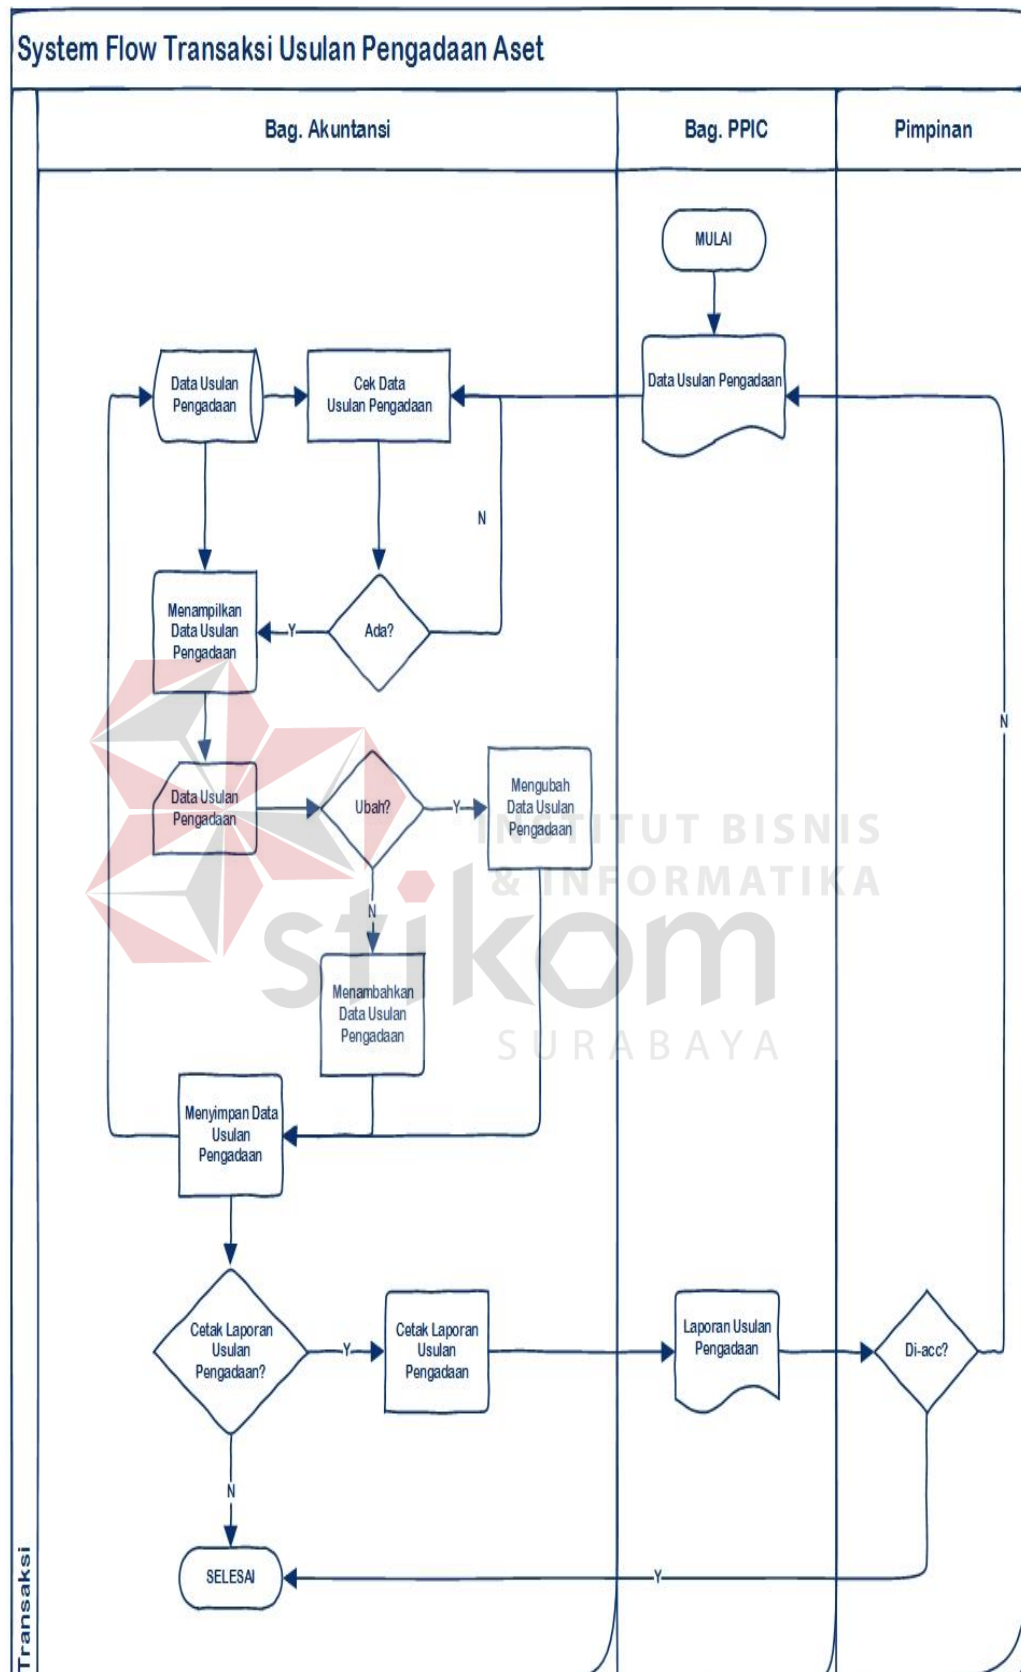 System Flow Transaksi Usulan Pengadaan Aset
Bag. Akuntansi
Bag. PPIC
Pimpinan
MULAI
Data Usulan
Pengadaan
Cek Data
Usulan Pengadaan
Data Usulan Pengadaan
N
Menampilkan
Data Usulan
Pengadaan
Y
Ada?
N
Data Usulan
Pengadaan
Ubah?
Y
Mengubah
Data Usulan
Pengadaan
INSTITUT BISNIS
& INFORMATIKA
stikom
SURABAYA
N
Menambahkan
Data Usulan
Pengadaan
Menyimpan Data
Usulan
Pengadaan
Cetak Laporan
Usulan
Pengadaan?
Y
Cetak Laporan
Usulan
Pengadaan
Laporan Usulan
Pengadaan
Di-acc?
N
SELESAI
Y
Transaksi